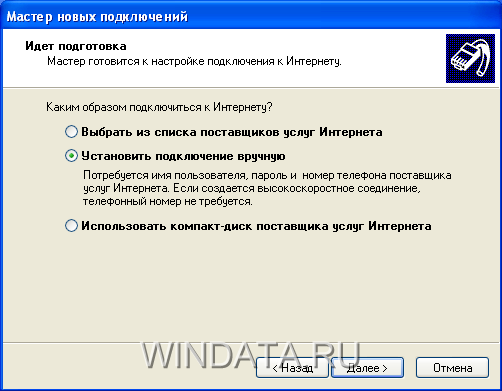 Мастер новых подключений
Идет подготовка
Мастер готовится к настройке подключения к Интернету.
Каким образом подключиться к Интернету?
Выбрать из списка поставщиков услуг Интернета
Установить подключение вручную
Потребуется имя пользователя, пароль и номер телефона поставщика
услуг Интернета. Если создается высокоскоростное соединение,
телефонный номер не требуется.
Использовать компакт-диск поставщика услуг Интернета
WINDATA.RU
< Назад
Далее >
Отмена